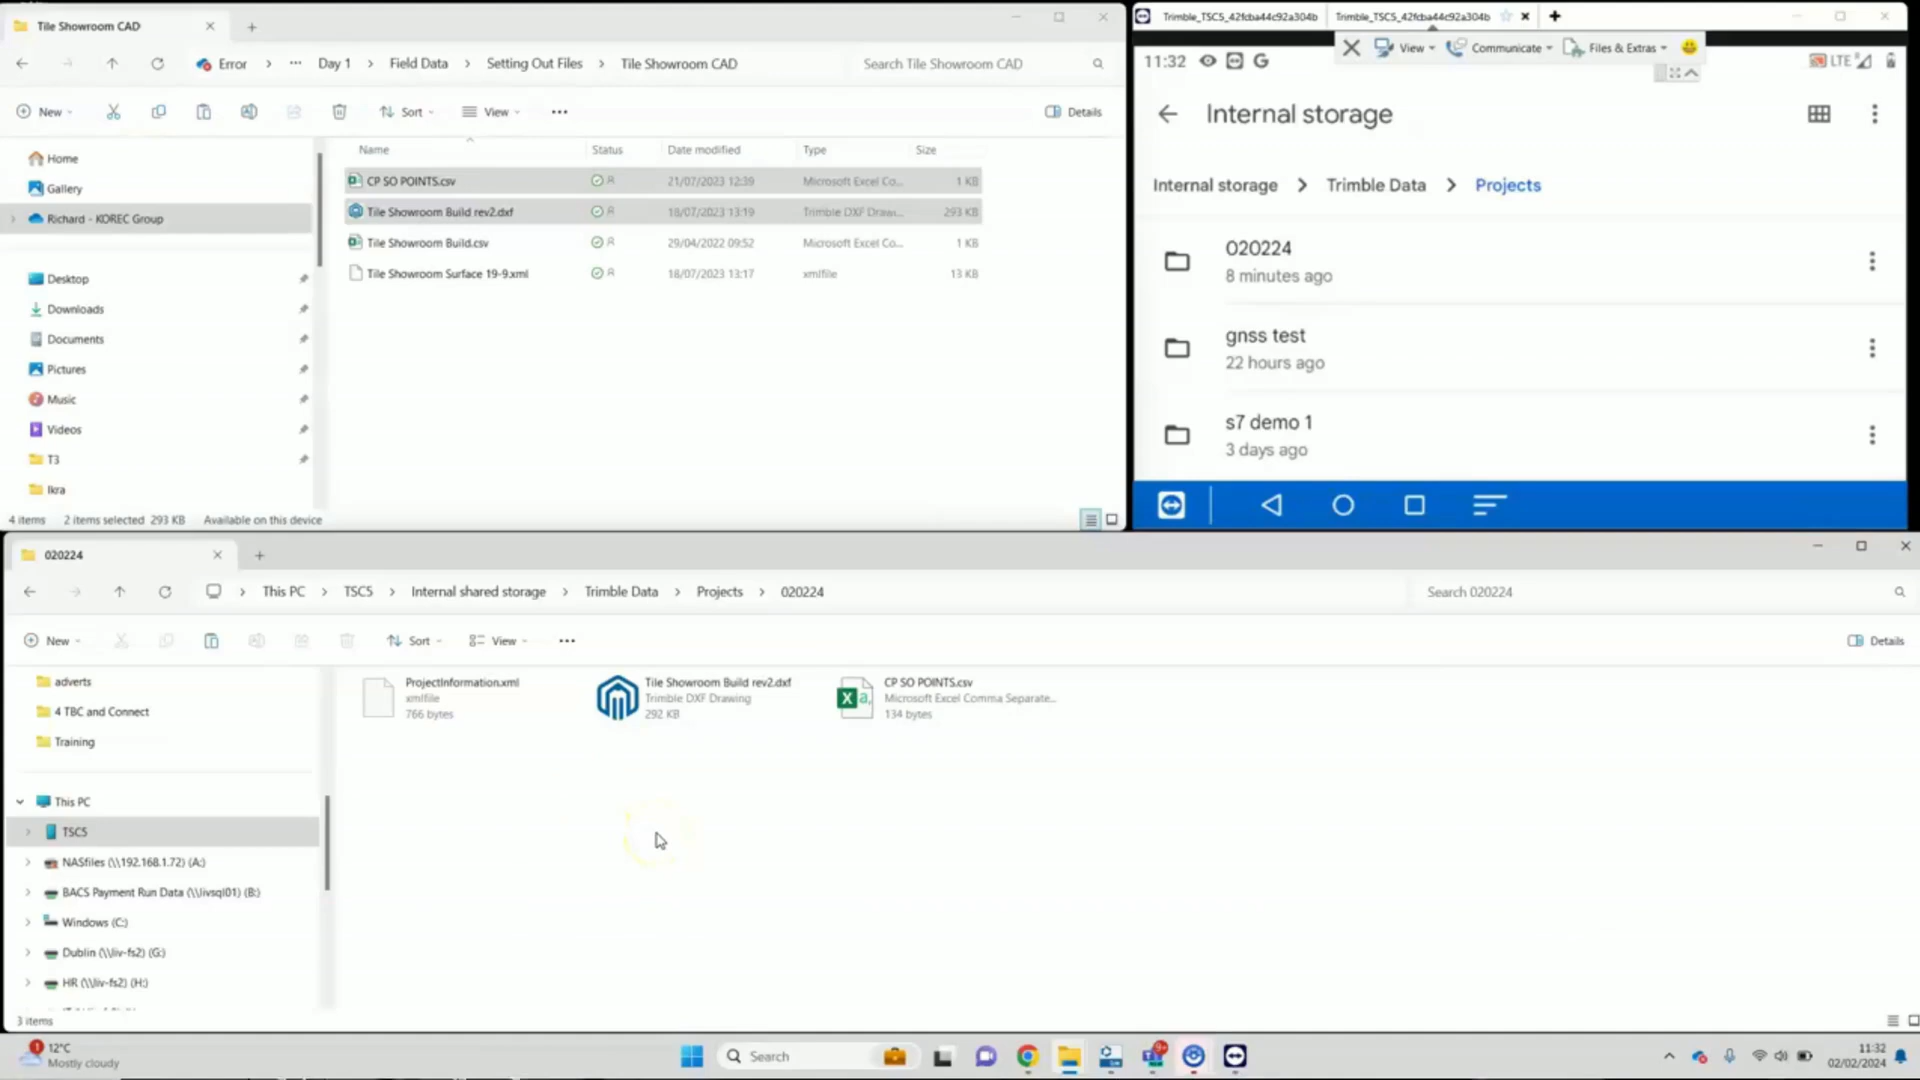 Tile Showroom CAD
Error > ... Day 1 > Field Data > Setting Out Files > Tile Showroom CAD
Search Tile Showroom CAD
New
Sort
View
Details
Name Status Date modified Type Size
CP SO POINTS.csv 21/07/2023 12:39 Microsoft Excel Co... 1 KB
Tile Showroom Build rev2.dxf 18/07/2023 13:19 Trimble DXF Drawi... 293 KB
Tile Showroom Build.csv 29/04/2022 09:52 Microsoft Excel Co... 1 KB
Tile Showroom Surface 19-9.xml 18/07/2023 13:17 xmlfile 13 KB
Home
Gallery
Richard - KOREC Group
Desktop
Downloads
Documents
Pictures
Music
Videos
T3
Ikra
4 items 2 items selected 293 KB Available on this device
Trimble_TSC5_42fcba44c92a304b
Trimble_TSC5_42fcba44c92a304b
View
Communicate
Files & Extras
11:32
LTE
Internal storage
Internal storage > Trimble Data > Projects
020224
8 minutes ago
gnss test
22 hours ago
s7 demo 1
3 days ago
020224
This PC > TSC5 > Internal shared storage > Trimble Data > Projects > 020224
Search 020224
New
Sort
View
Details
adverts
4 TBC and Connect
Training
This PC
TSC5
NASfiles (\\192.168.1.72) (A:)
BACS Payment Run Data (\\livsql01) (B:)
Windows (C:)
Dublin (\\liv-fs2) (G:)
HR (\\liv-fs2) (H:)
ProjectInformation.xml
xmlfile
766 bytes
Tile Showroom Build rev2.dxf
Trimble DXF Drawing
292 KB
CP SO POINTS.csv
Microsoft Excel Comma Separate...
134 bytes
3 items
1
12°C
Mostly cloudy
Search
9+
11:32
02/02/2024